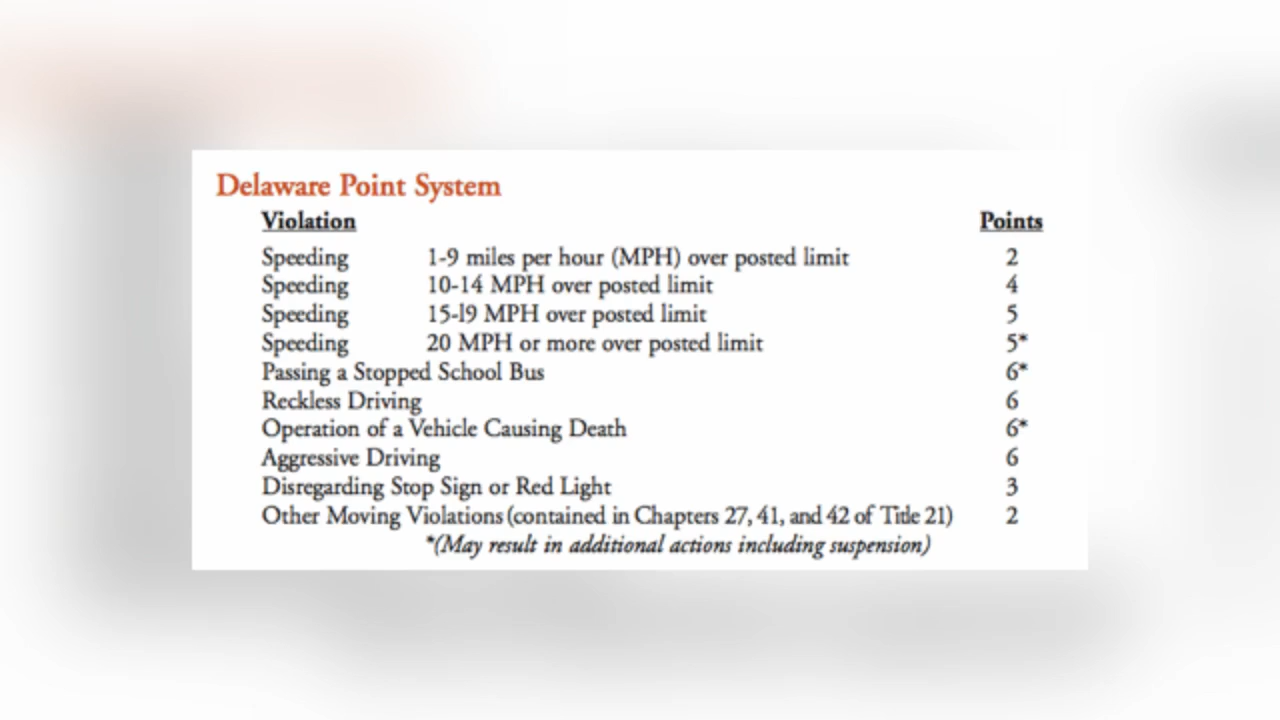 Delaware Point System
Violation Points
Speeding 1-9 miles per hour (MPH) over posted limit 2
Speeding 10-14 MPH over posted limit 4
Speeding 15-l9 MPH over posted limit 5
Speeding 20 MPH or more over posted limit 5*
Passing a Stopped School Bus 6*
Reckless Driving 6
Operation of a Vehicle Causing Death 6*
Aggressive Driving 6
Disregarding Stop Sign or Red Light 3
Other Moving Violations (contained in Chapters 27, 41, and 42 of Title 21) 2
*(May result in additional actions including suspension)